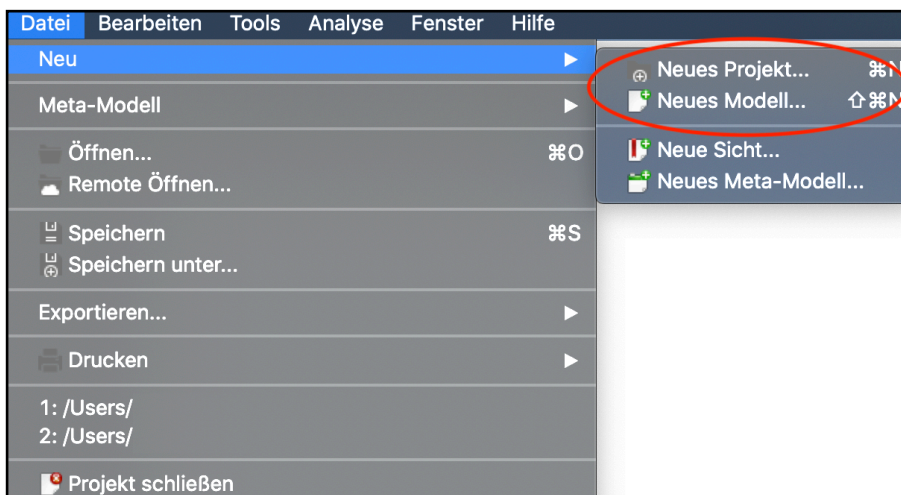 Datei Bearbeiten Tools Analyse Fenster Hilfe
Neu ▶
Neues Projekt... ⌘N
Neues Modell... ⇧⌘N
Neue Sicht...
Neues Meta-Modell...
Meta-Modell ▶
Öffnen... ⌘O
Remote Öffnen...
Speichern ⌘S
Speichern unter...
Exportieren... ▶
Drucken ▶
1: /Users/
2: /Users/
Projekt schließen